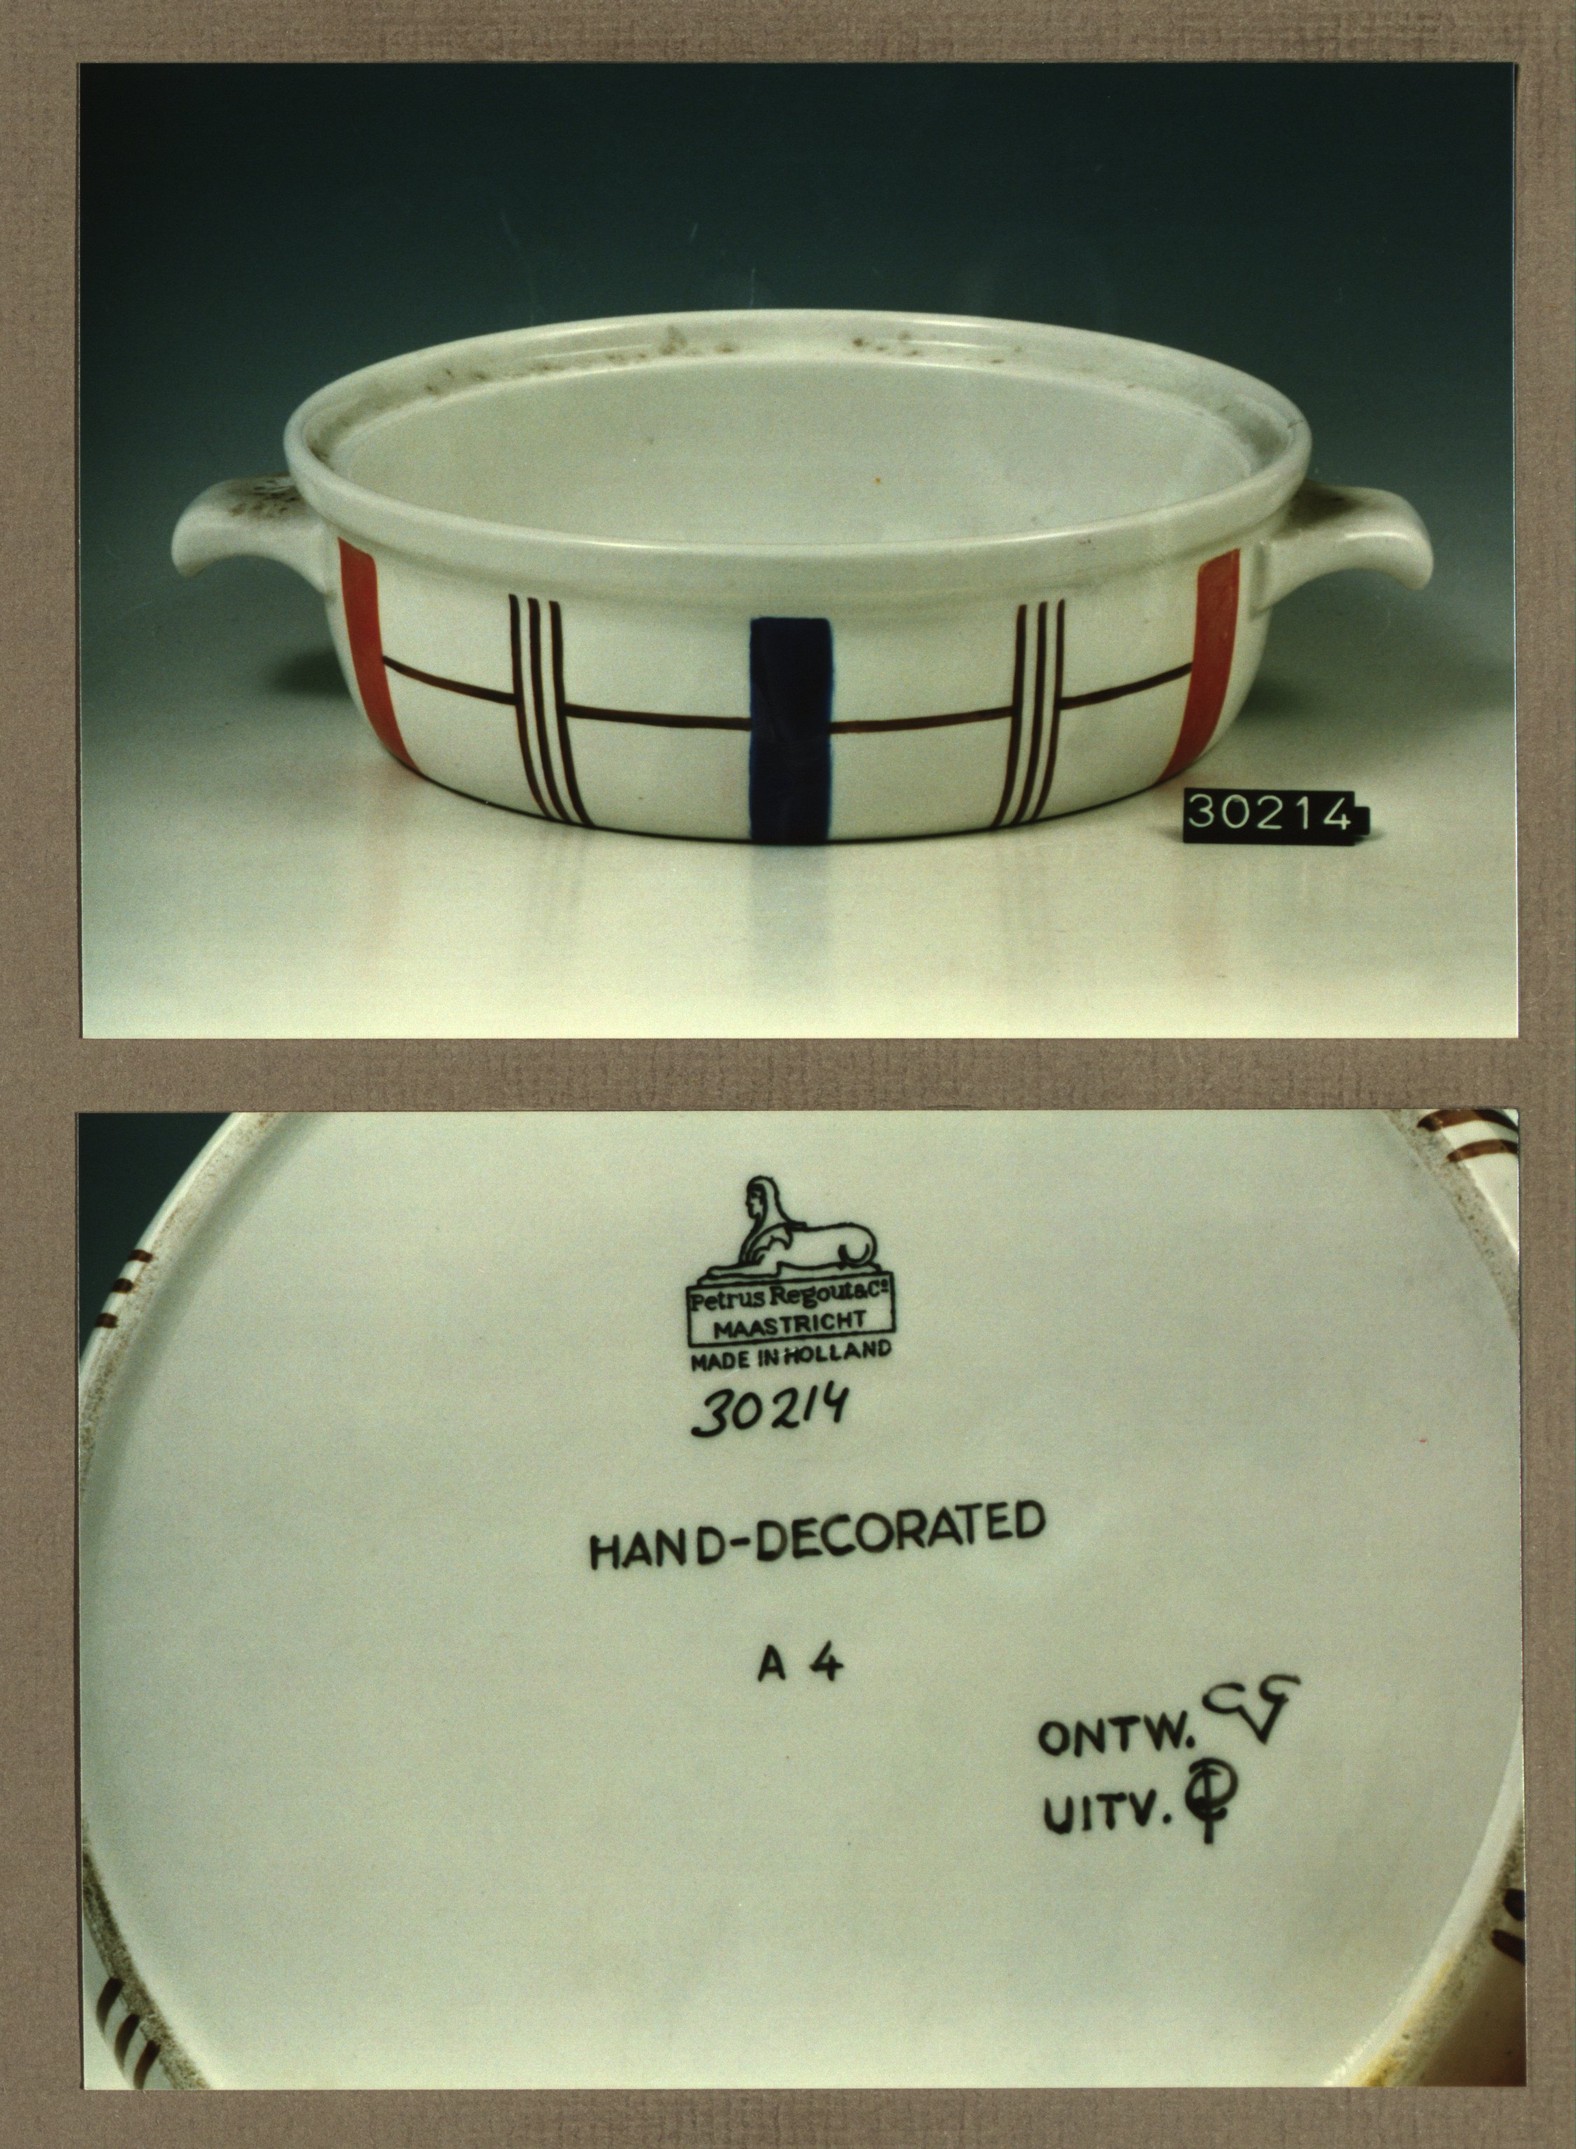 30214
Petrus Regout & Cº
MAASTRICHT
MADE IN HOLLAND
30214
HAND-DECORATED
A 4
ONTW.
UITV.